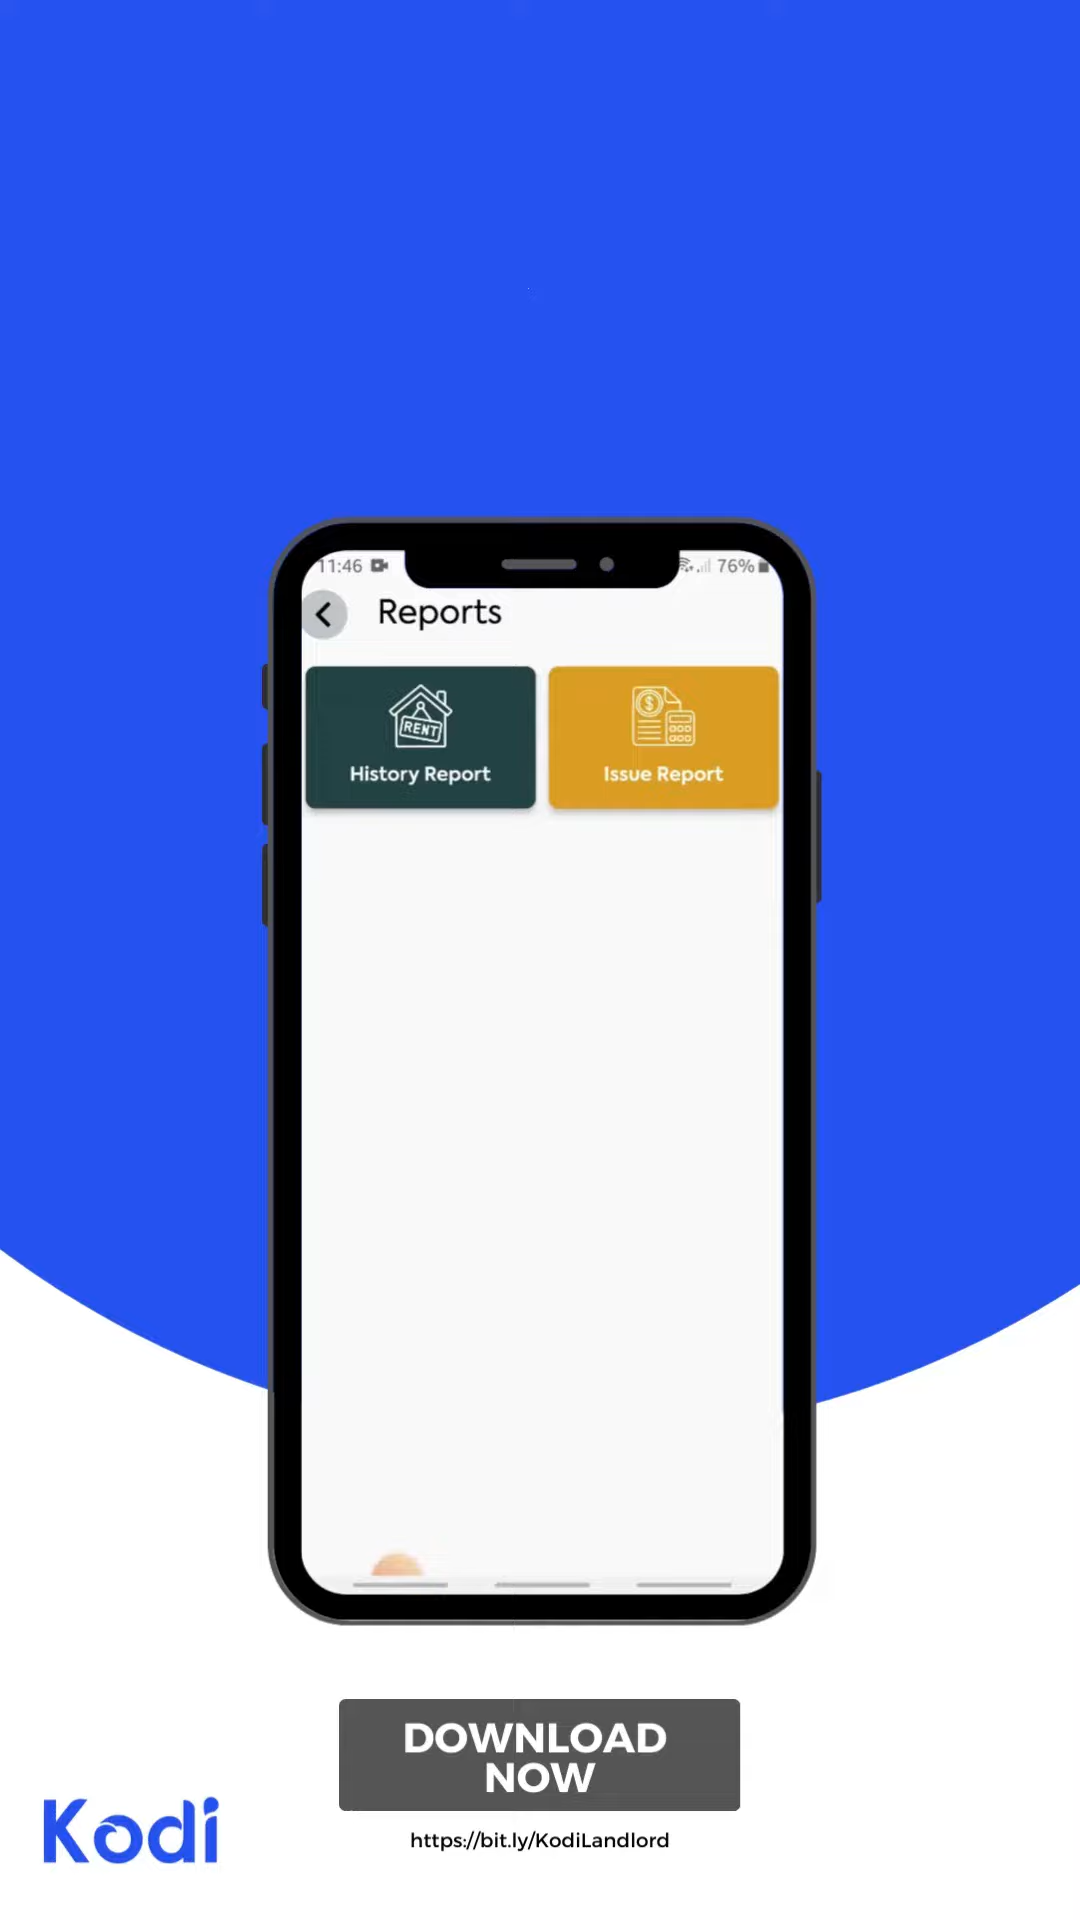 11:46
76%
Reports
RENT
$
History Report
Issue Report
DOWNLOAD
NOW
Kodi
https://bit.ly/KodiLandlord